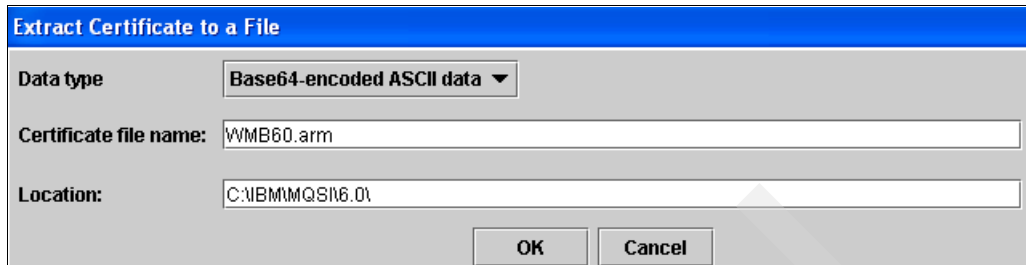 Extract Certificate to a File
Data type Base64-encoded ASCII data
Certificate file name: WMB60.arm
Location: C:\IBM\MQSI\6.0\
OK Cancel